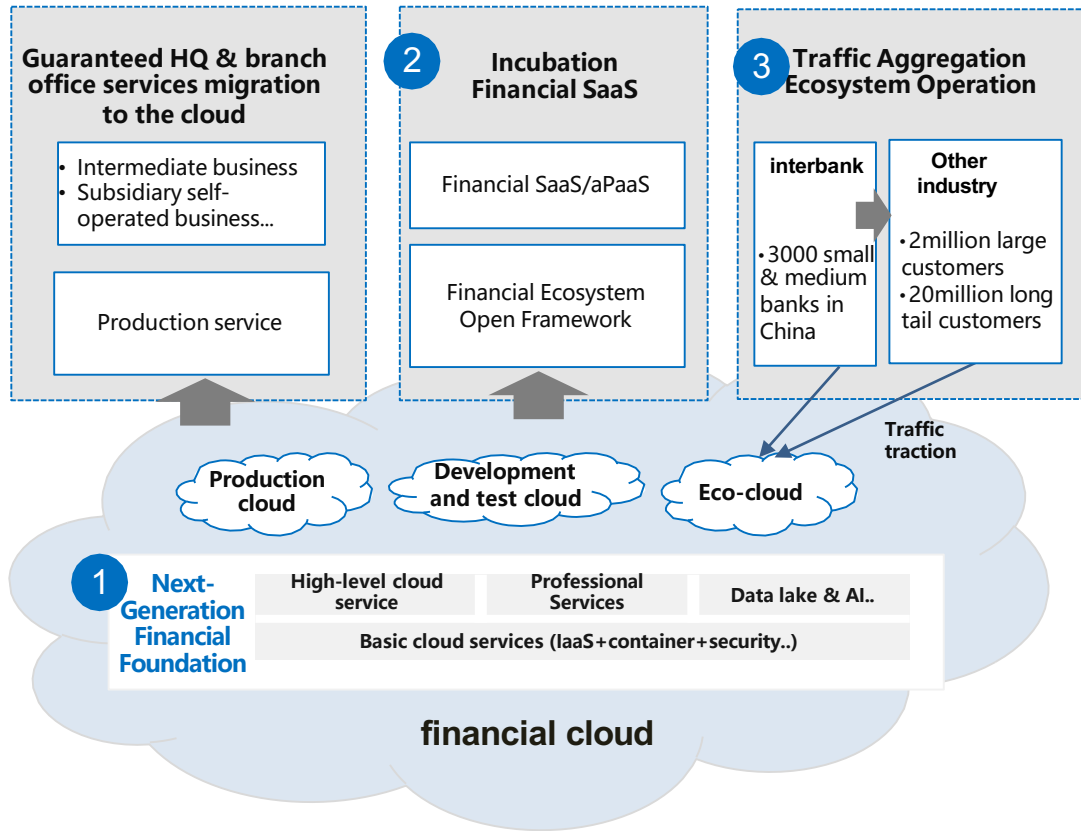 Guaranteed HQ & branch
office services migration
to the cloud
• Intermediate business
• Subsidiary self-
operated business...
Production service
2
Incubation
Financial SaaS
Financial SaaS/aPaaS
Financial Ecosystem
Open Framework
3
Traffic Aggregation
Ecosystem Operation
interbank
• 3000 small
& medium
banks in
China
Other
industry
• 2million large
customers
• 20million long
tail customers
Traffic
traction
Production
cloud
Development
and test cloud
Eco-cloud
1
Next-
Generation
Financial
Foundation
High-level cloud
service
Professional
Services
Data lake & AI..
Basic cloud services (IaaS+container+security..)
financial cloud